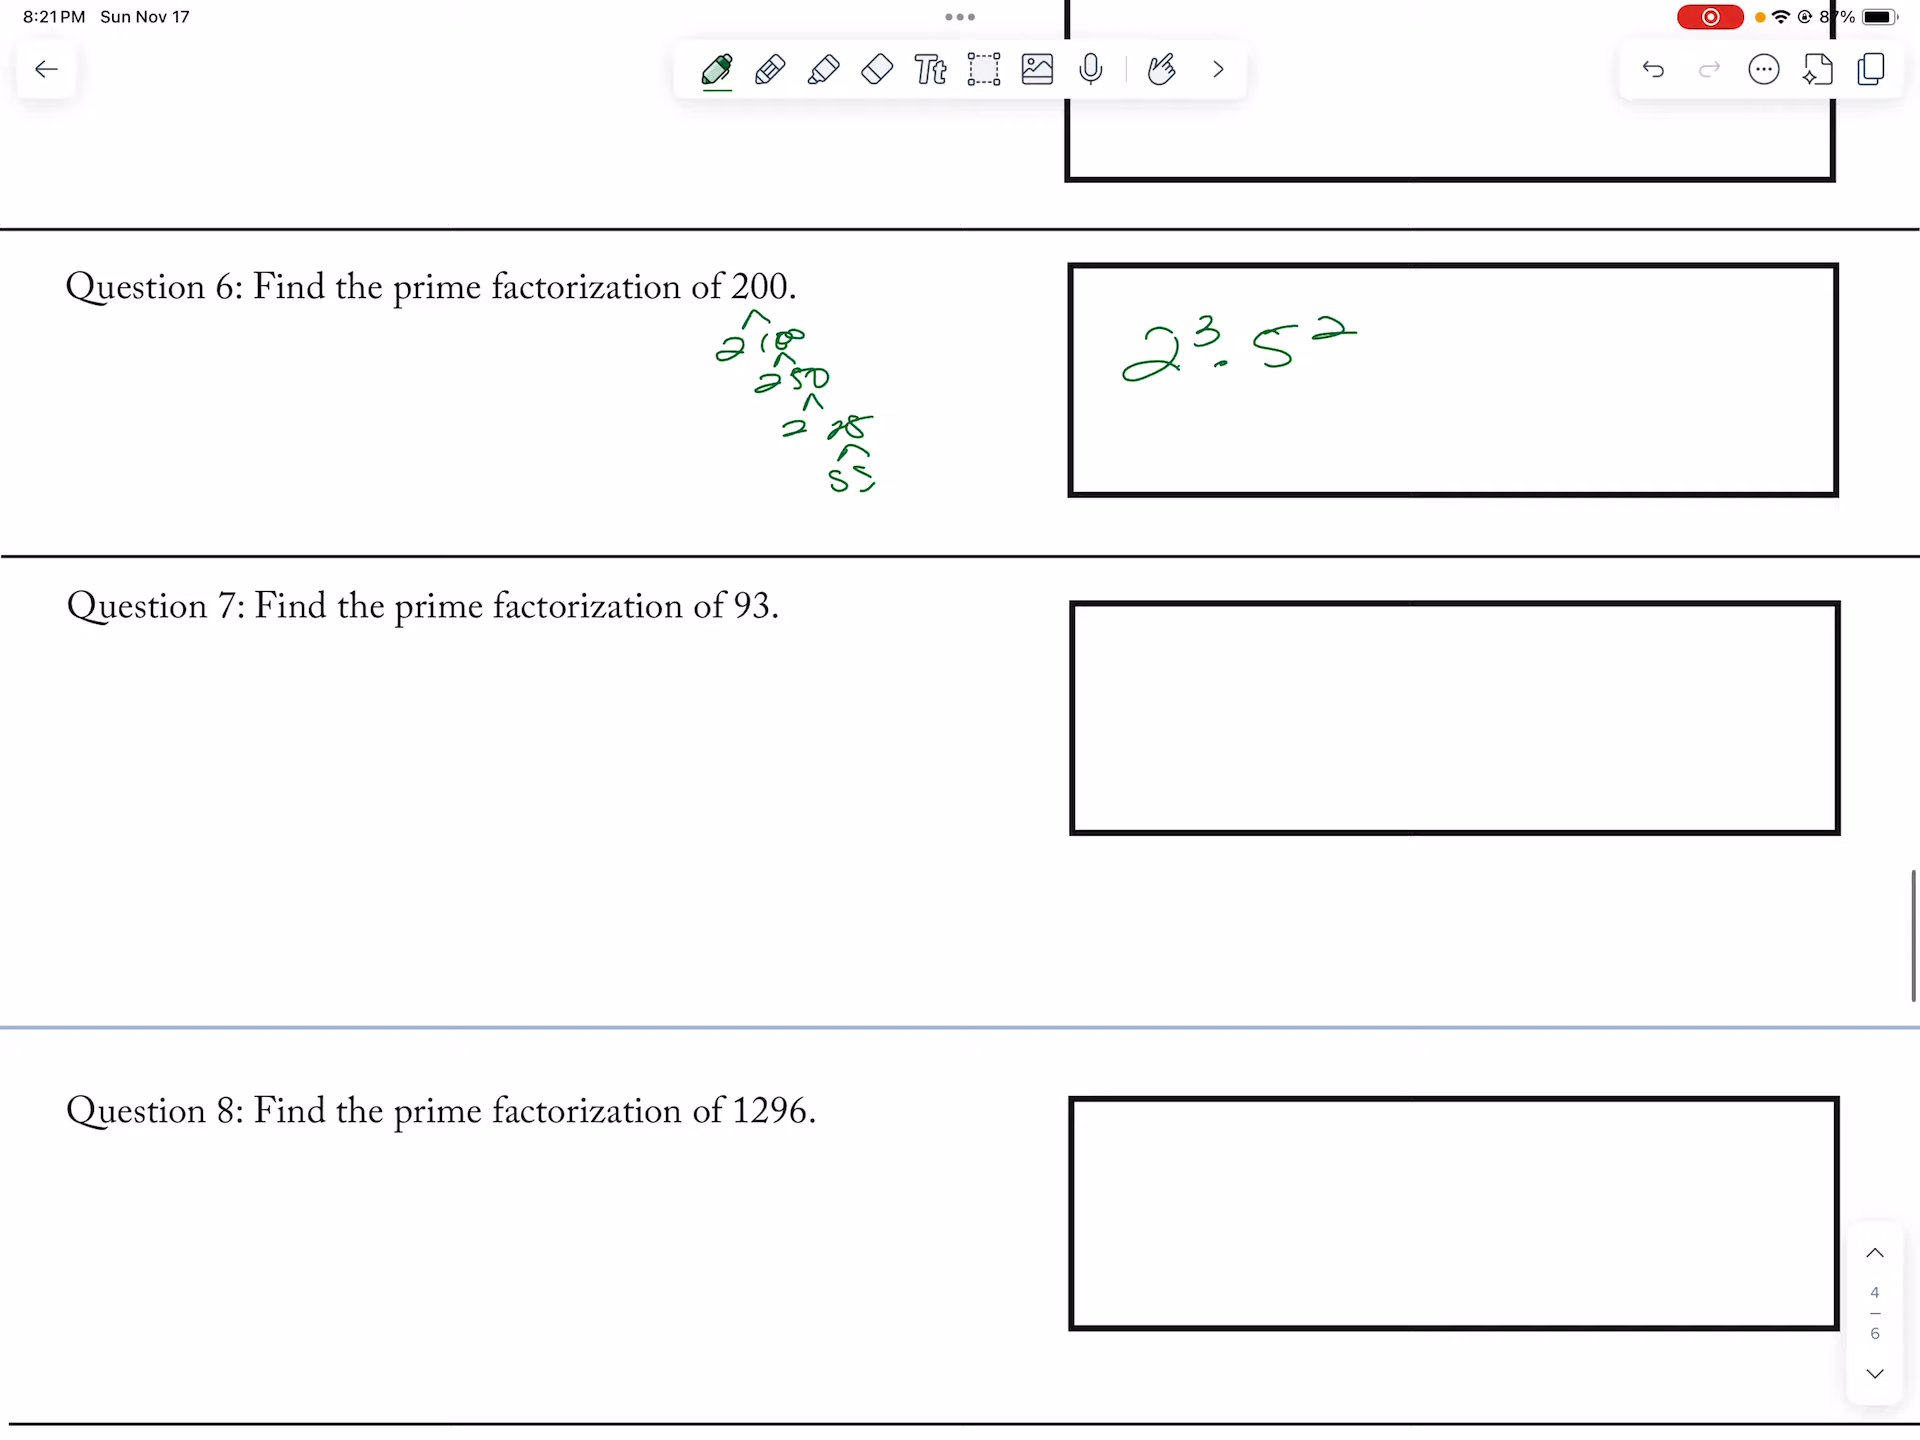 8:21 PM Sun Nov 17
87%
Tt
Question 6: Find the prime factorization of 200.
2 100
2 50
2 25
5 5
2³ · 5²
Question 7: Find the prime factorization of 93.
Question 8: Find the prime factorization of 1296.
4
6